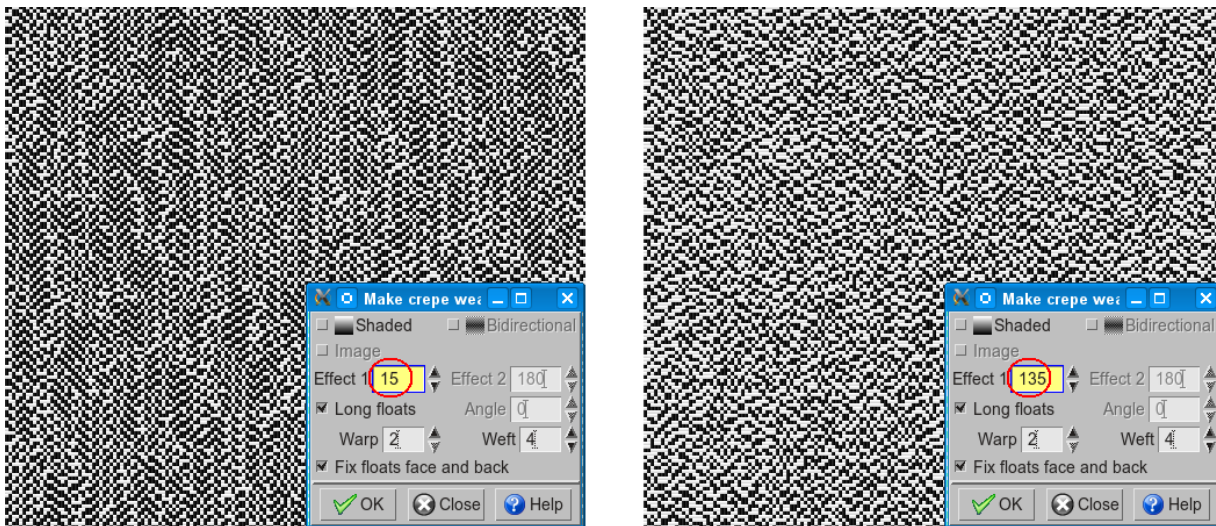 Make crepe wea
Shaded Bidirectional
Image
Effect 1 15 Effect 2 180
Long floats Angle 0
Warp 2 Weft 4
Fix floats face and back
OK Close Help
Make crepe wea
Shaded Bidirectional
Image
Effect 1 135 Effect 2 180
Long floats Angle 0
Warp 2 Weft 4
Fix floats face and back
OK Close Help